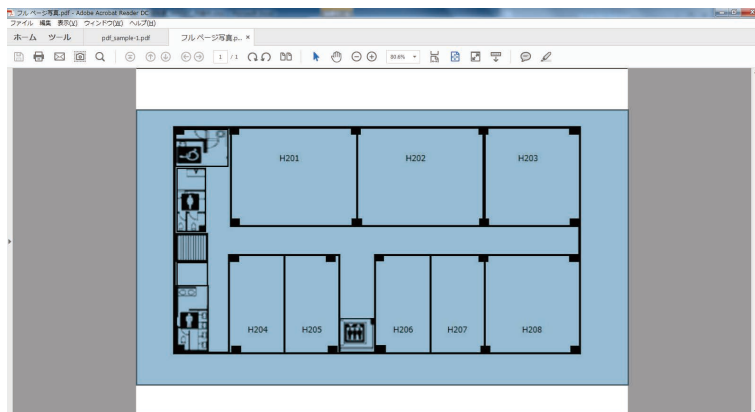 フル ページ写真.pdf - Adobe Acrobat Reader DC
ファイル 編集 表示(V) ウィンドウ(W) ヘルプ(H)
ホーム ツール pdf_sample-1.pdf フル ページ写真.p... ×
1 / 1 80.6%
H201 H202 H203
H204 H205 H206 H207 H208